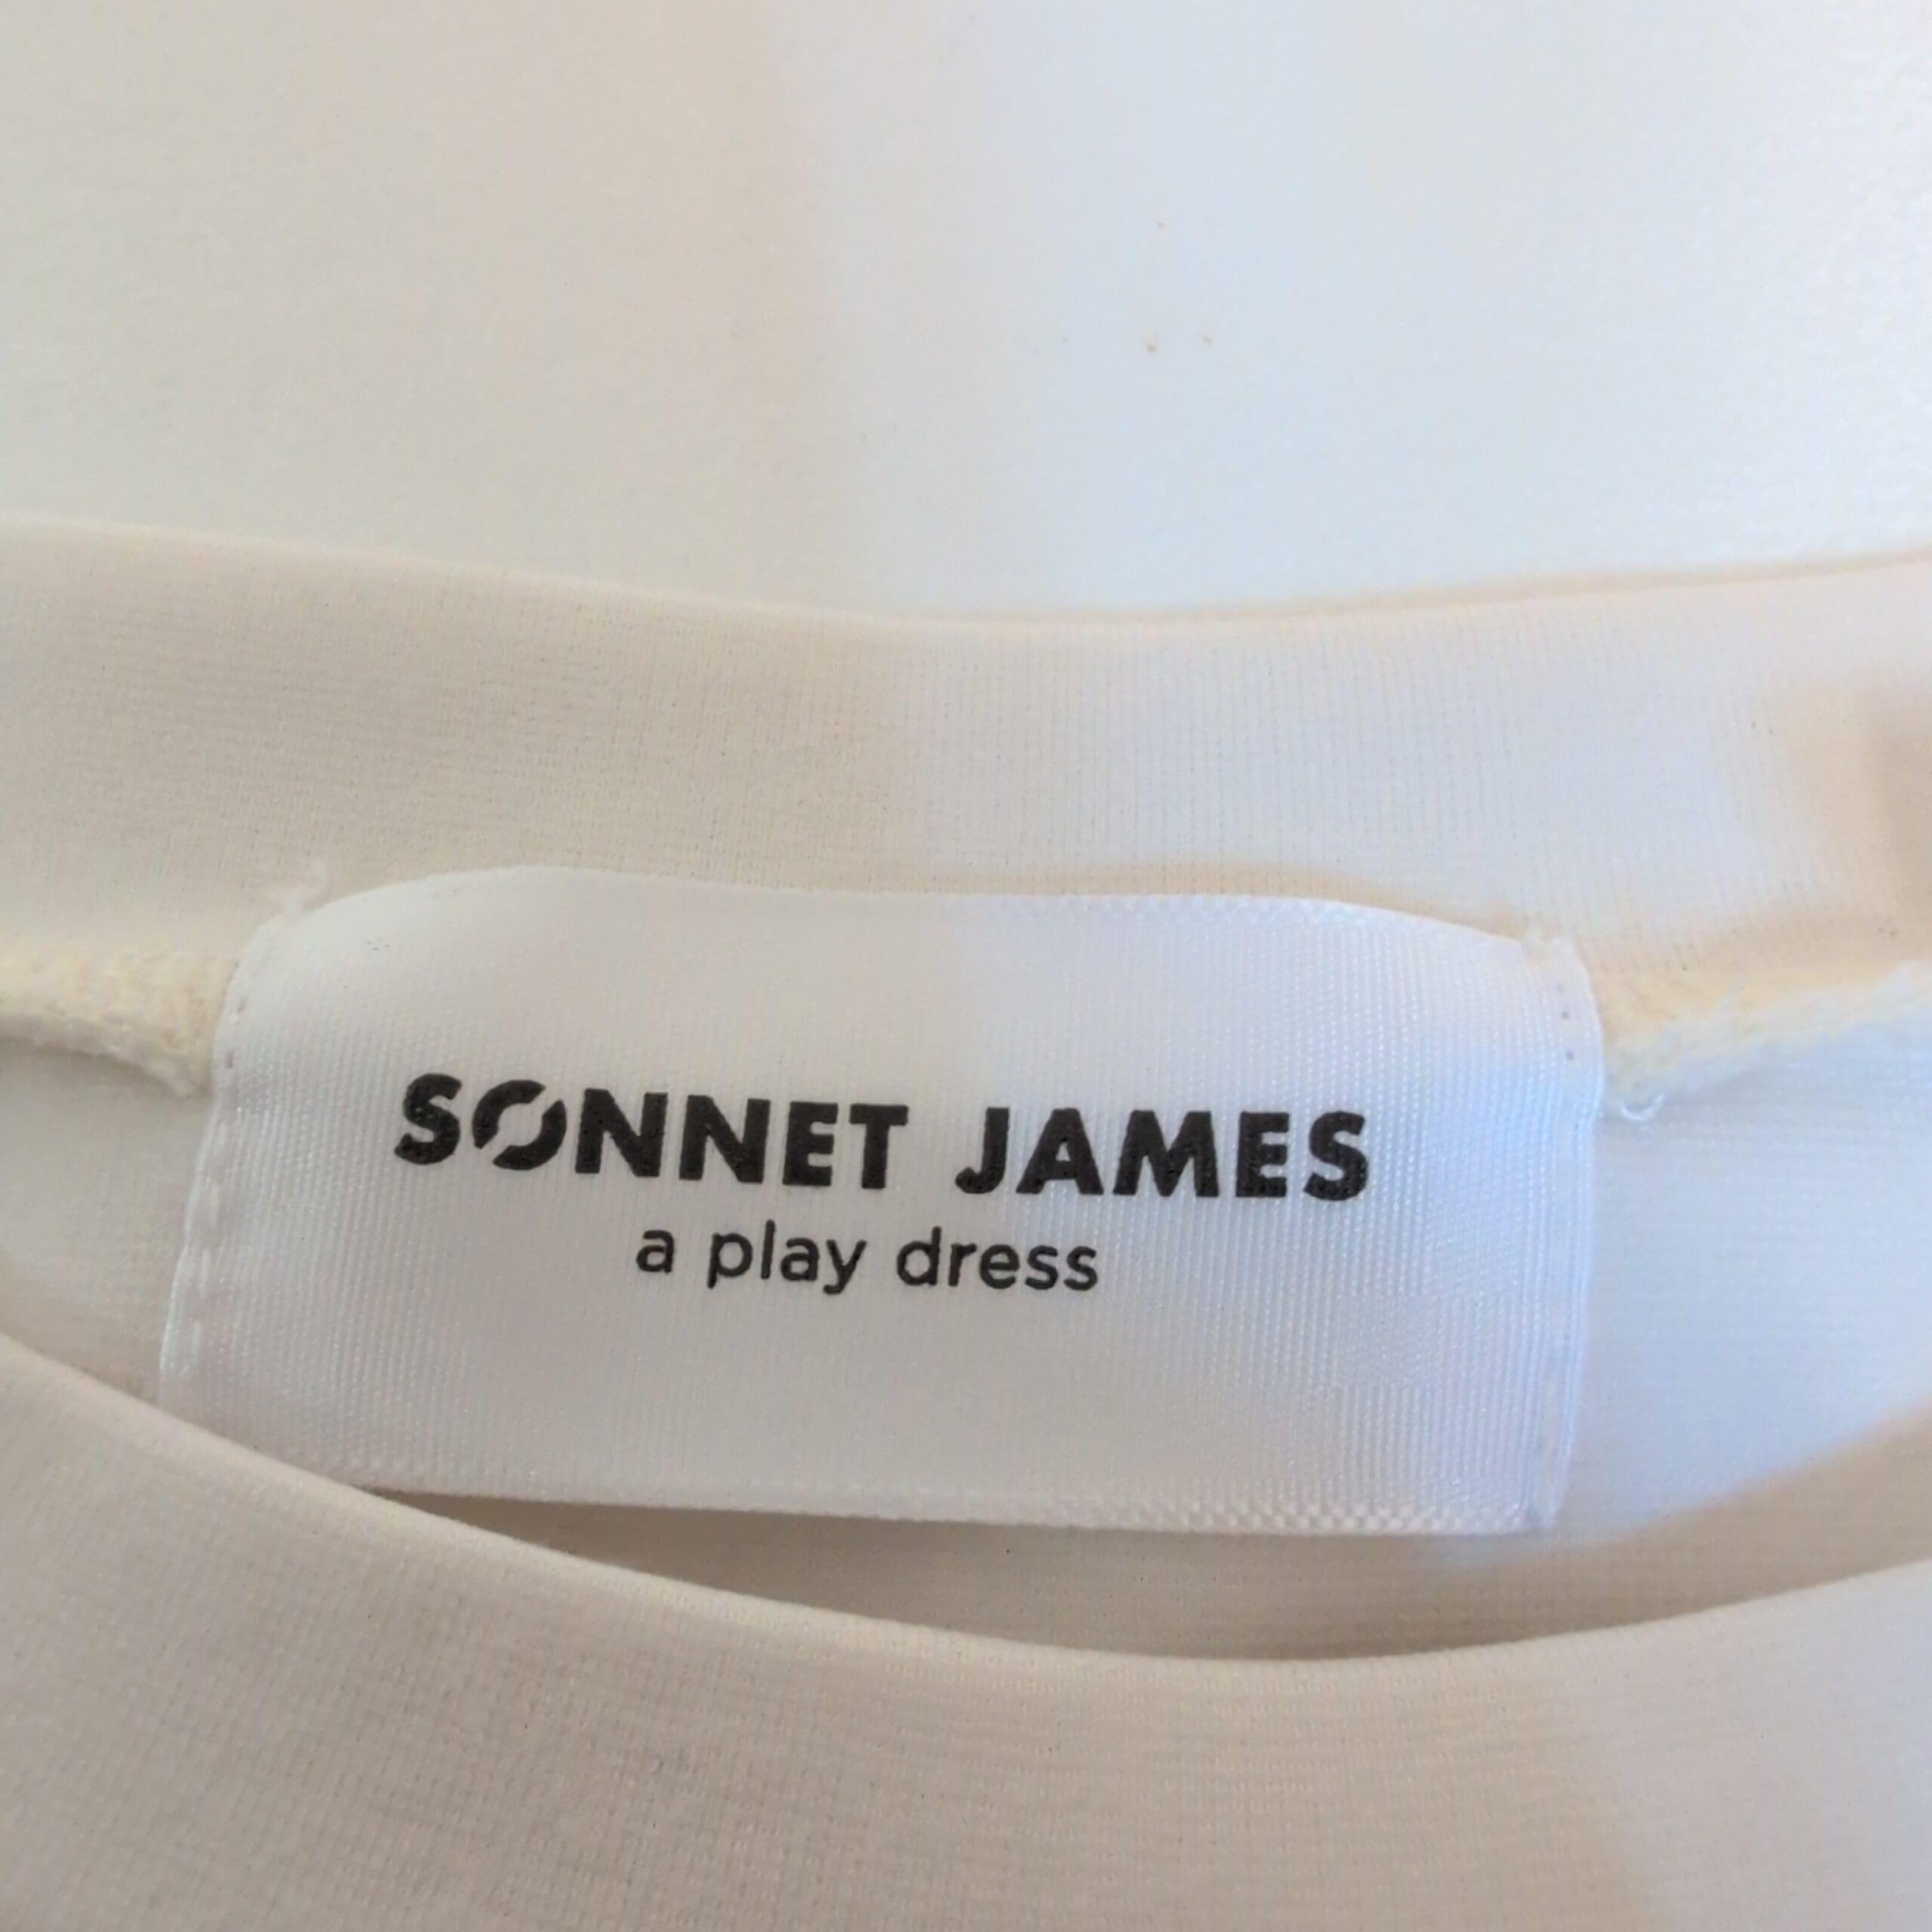 SONNET JAMES
a play dress